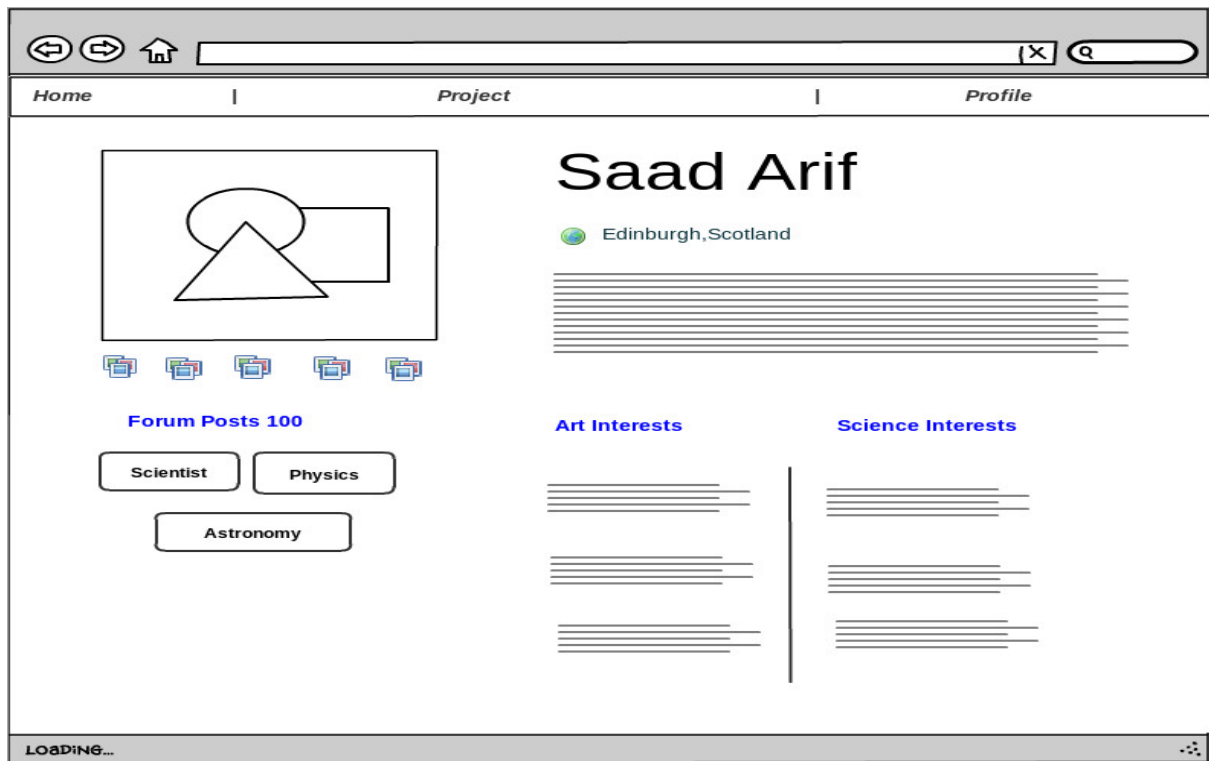 Home | Project | Profile
Saad Arif
Edinburgh,Scotland
Forum Posts 100
Scientist
Physics
Astronomy
Art Interests
Science Interests
LOADING...